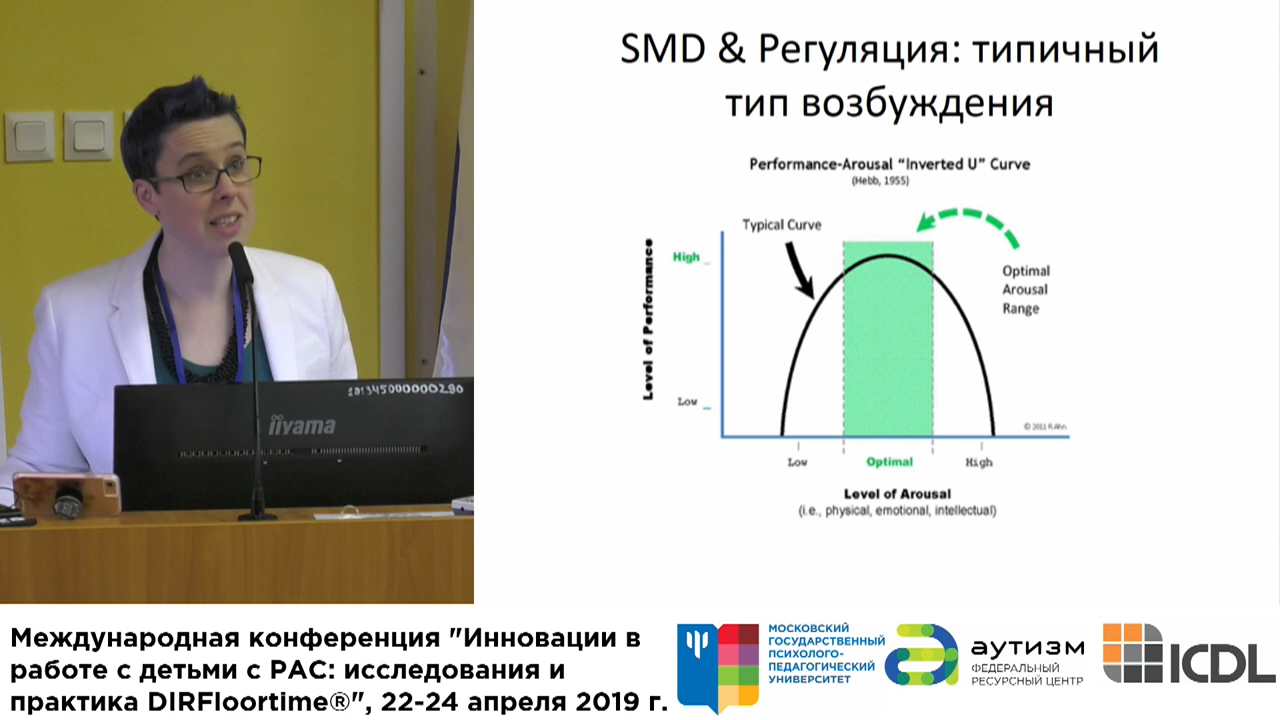 SMD & Регуляция: типичный
тип возбуждения
Performance-Arousal “Inverted U” Curve
(Hebb, 1955)
Typical Curve
Optimal
Arousal
Range
Level of Performance
High
Low
© 2011 R.Ahn
Low
Optimal
High
Level of Arousal
(i.e., physical, emotional, intellectual)
iiyama
Международная конференция "Инновации в
работе с детьми с РАС: исследования и
практика DIRFloortime®", 22-24 апреля 2019 г.
МОСКОВСКИЙ
ГОСУДАРСТВЕННЫЙ
ПСИХОЛОГО-
ПЕДАГОГИЧЕСКИЙ
УНИВЕРСИТЕТ
аутизм
ФЕДЕРАЛЬНЫЙ
РЕСУРСНЫЙ ЦЕНТР
ICDL